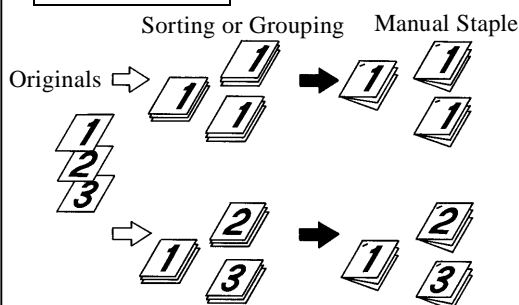 Sorting or Grouping Manual Staple
Originals
1 1 1
1 1 1
1
2
3
2 2
1 3 1 3